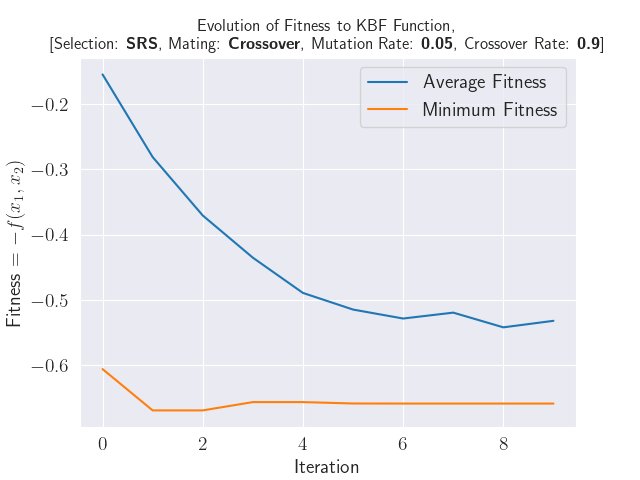 Evolution of Fitness to KBF Function,
[Selection: SRS, Mating: Crossover, Mutation Rate: 0.05, Crossover Rate: 0.9]
Average Fitness
Minimum Fitness
Fitness = −f(x₁, x₂)
−0.2
−0.3
−0.4
−0.5
−0.6
0 2 4 6 8
Iteration